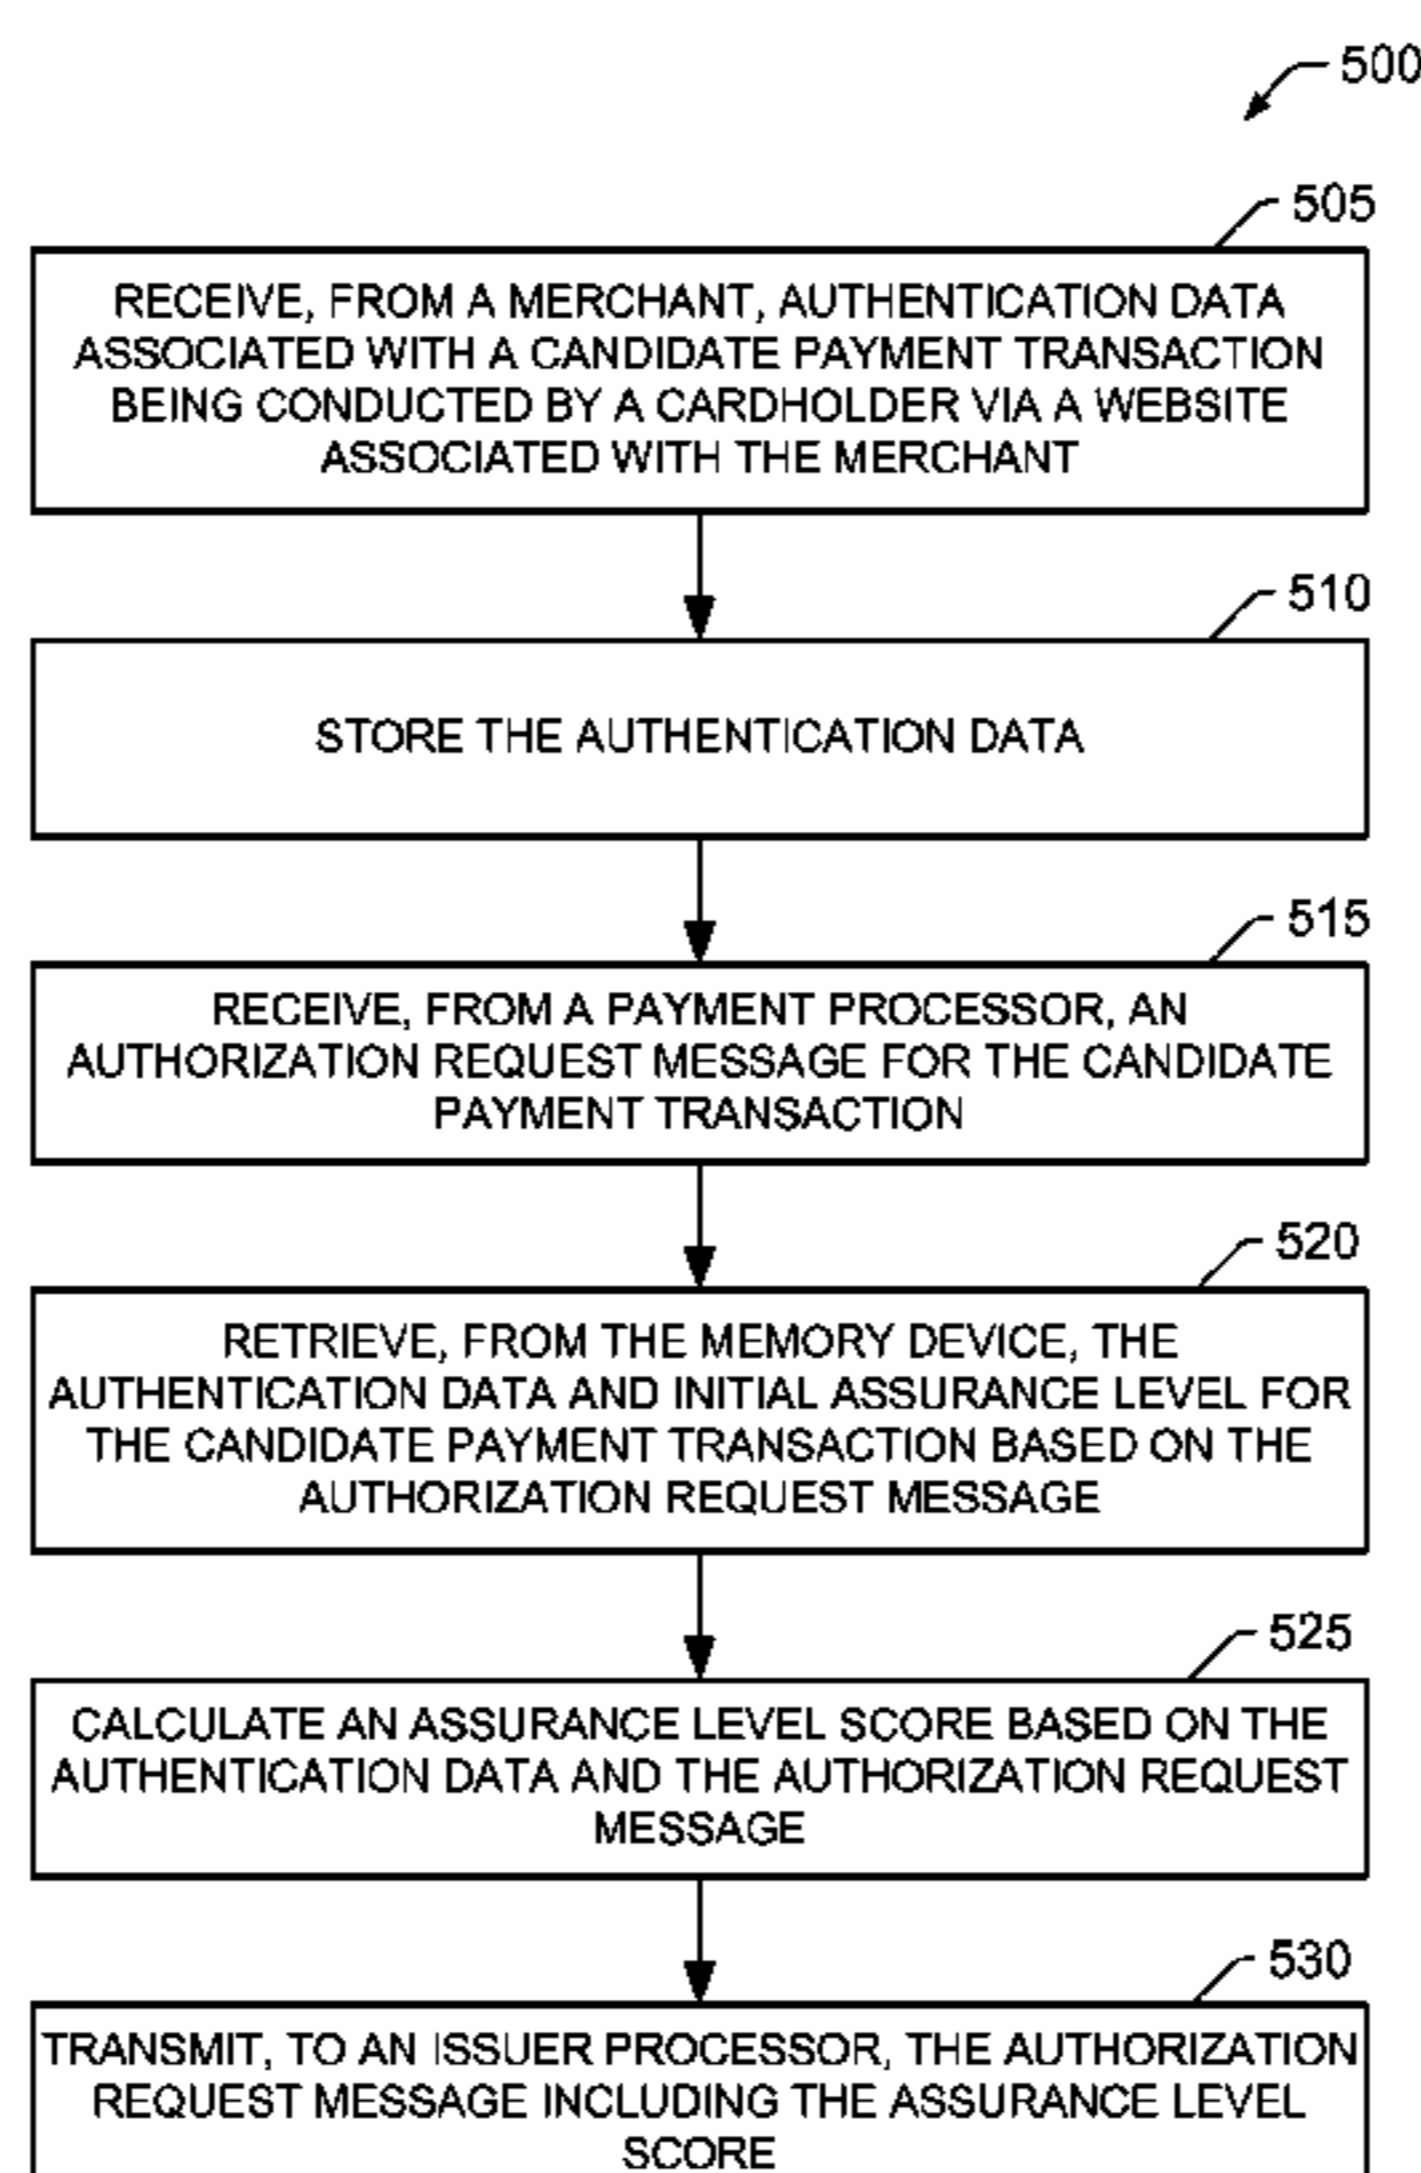 500
505
RECEIVE, FROM A MERCHANT, AUTHENTICATION DATA
ASSOCIATED WITH A CANDIDATE PAYMENT TRANSACTION
BEING CONDUCTED BY A CARDHOLDER VIA A WEBSITE
ASSOCIATED WITH THE MERCHANT
510
STORE THE AUTHENTICATION DATA
515
RECEIVE, FROM A PAYMENT PROCESSOR, AN
AUTHORIZATION REQUEST MESSAGE FOR THE CANDIDATE
PAYMENT TRANSACTION
520
RETRIEVE, FROM THE MEMORY DEVICE, THE
AUTHENTICATION DATA AND INITIAL ASSURANCE LEVEL FOR
THE CANDIDATE PAYMENT TRANSACTION BASED ON THE
AUTHORIZATION REQUEST MESSAGE
525
CALCULATE AN ASSURANCE LEVEL SCORE BASED ON THE
AUTHENTICATION DATA AND THE AUTHORIZATION REQUEST
MESSAGE
530
TRANSMIT, TO AN ISSUER PROCESSOR, THE AUTHORIZATION
REQUEST MESSAGE INCLUDING THE ASSURANCE LEVEL
SCORE